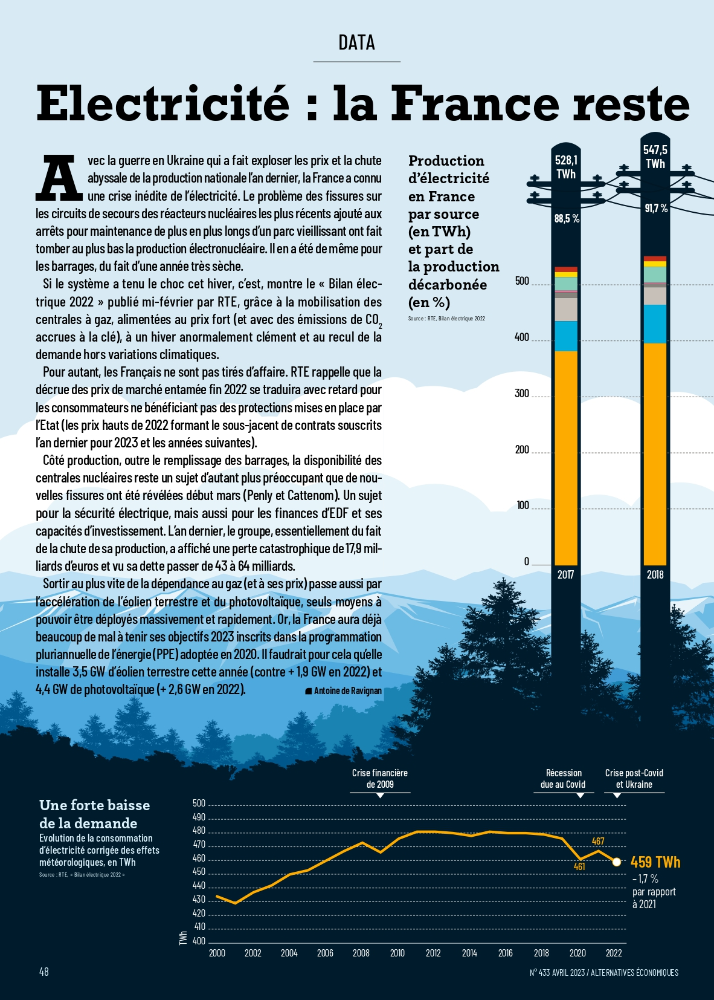 DATA
Electricité : la France reste
Avec la guerre en Ukraine qui a fait exploser les prix et la chute
abyssale de la production nationale l’an dernier, la France a connu
une crise inédite de l’électricité. Le problème des fissures sur
les circuits de secours des réacteurs nucléaires les plus récents ajouté aux
arrêts pour maintenance de plus en plus longs d’un parc vieillissant ont fait
tomber au plus bas la production électronucléaire. Il en a été de même pour
les barrages, du fait d’une année très sèche.
Si le système a tenu le choc cet hiver, c’est, montre le « Bilan élec-
trique 2022 » publié mi-février par RTE, grâce à la mobilisation des
centrales à gaz, alimentées au prix fort (et avec des émissions de CO2
accrues à la clé), à un hiver anormalement clément et au recul de la
demande hors variations climatiques.
Pour autant, les Français ne sont pas tirés d’affaire. RTE rappelle que la
décrue des prix de marché entamée fin 2022 se traduira avec retard pour
les consommateurs ne bénéficiant pas des protections mises en place par
l’Etat (les prix hauts de 2022 formant le sous-jacent de contrats souscrits
l’an dernier pour 2023 et les années suivantes).
Côté production, outre le remplissage des barrages, la disponibilité des
centrales nucléaires reste un sujet d’autant plus préoccupant que de nou-
velles fissures ont été révélées début mars (Penly et Cattenom). Un sujet
pour la sécurité électrique, mais aussi pour les finances d’EDF et ses
capacités d’investissement. L’an dernier, le groupe, essentiellement du fait
de la chute de sa production, a affiché une perte catastrophique de 17,9 mil-
liards d’euros et vu sa dette passer de 43 à 64 milliards.
Sortir au plus vite de la dépendance au gaz (et à ses prix) passe aussi par
l’accélération de l’éolien terrestre et du photovoltaïque, seuls moyens à
pouvoir être déployés massivement et rapidement. Or, la France aura déjà
beaucoup de mal à tenir ses objectifs 2023 inscrits dans la programmation
pluriannuelle de l’énergie (PPE) adoptée en 2020. Il faudrait pour cela qu’elle
installe 3,5 GW d’éolien terrestre cette année (contre + 1,9 GW en 2022) et
4,4 GW de photovoltaïque (+ 2,6 GW en 2022).
Antoine de Ravignan
Production
d’électricité
en France
par source
(en TWh)
et part de
la production
décarbonée
(en %)
Source : RTE, Bilan électrique 2022
528,1
TWh
88,5 %
547,5
TWh
91,7 %
500
400
300
200
100
0
2017
2018
Une forte baisse
de la demande
Evolution de la consommation
d’électricité corrigée des effets
météorologiques, en TWh
Source : RTE, « Bilan électrique 2022 »
Crise financière
de 2009
Récession
due au Covid
Crise post-Covid
et Ukraine
500
490
480
470
460
450
440
430
420
410
400
TWh
467
461
459 TWh
– 1,7 %
par rapport
à 2021
2000 2002 2004 2006 2008 2010 2012 2014 2016 2018 2020 2022
48
N° 433 AVRIL 2023 / ALTERNATIVES ÉCONOMIQUES